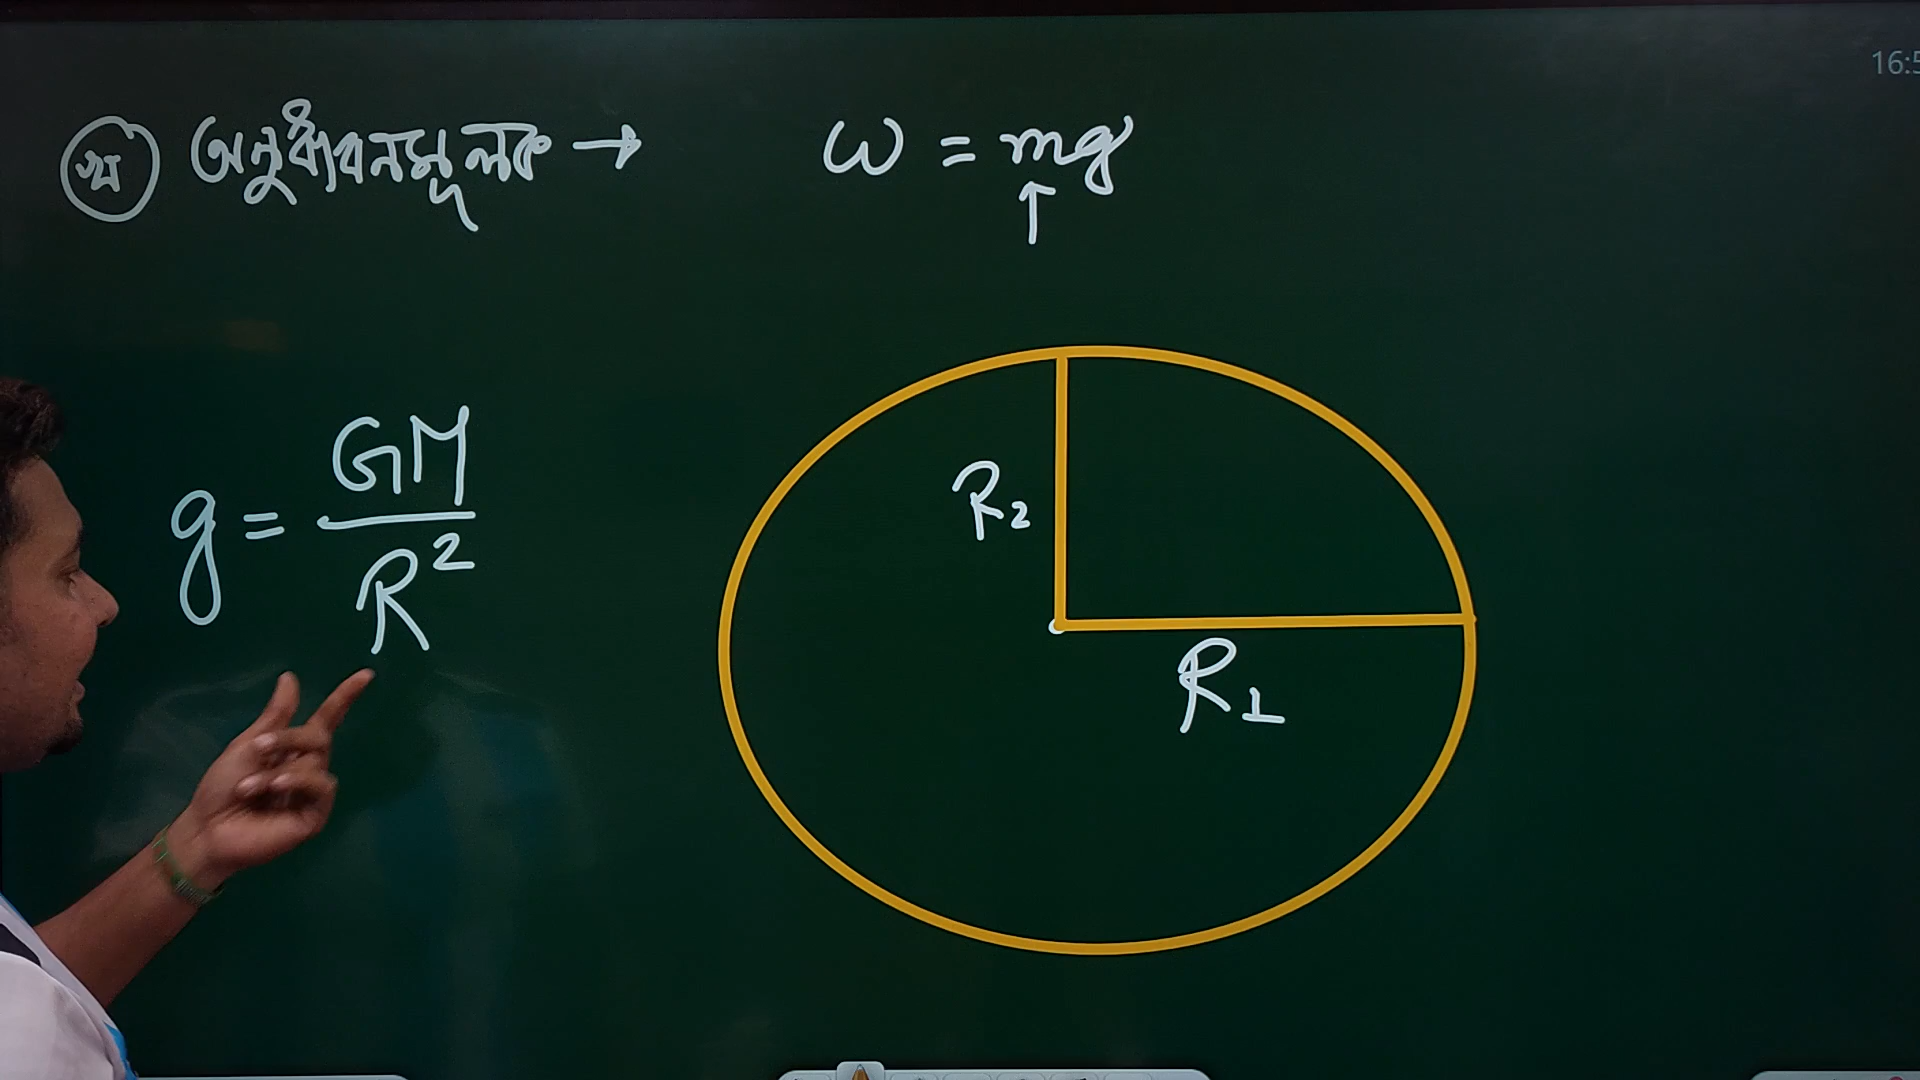 খ অনুধাবনমূলক → ω = mg
↑
g = GM / R²
R₂
R₁
16:5